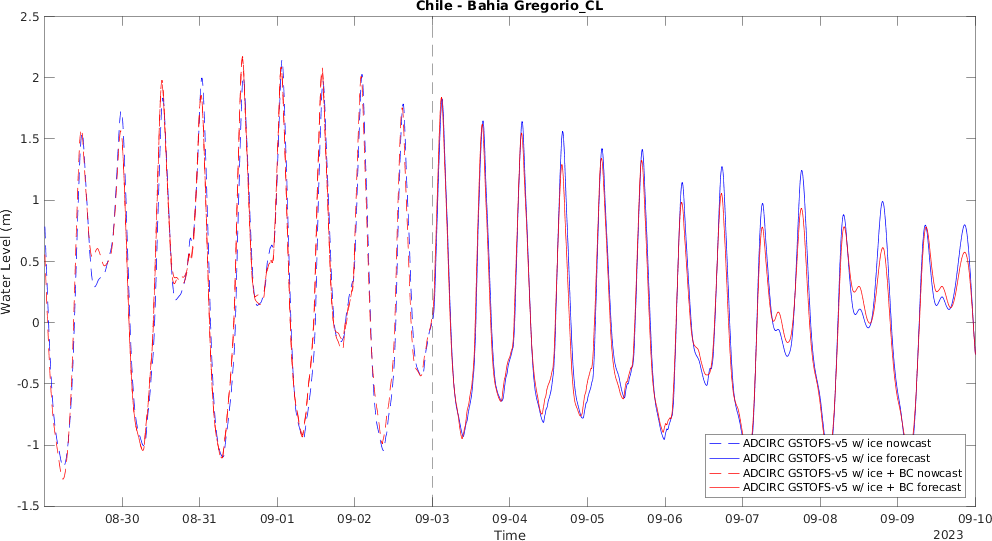 Chile - Bahia Gregorio_CL
2.5
2
1.5
1
0.5
0
-0.5
-1
-1.5
Water Level (m)
ADCIRC GSTOFS-v5 w/ ice nowcast
ADCIRC GSTOFS-v5 w/ ice forecast
ADCIRC GSTOFS-v5 w/ ice + BC nowcast
ADCIRC GSTOFS-v5 w/ ice + BC forecast
08-30 08-31 09-01 09-02 09-03 09-04 09-05 09-06 09-07 09-08 09-09 09-10
Time
2023